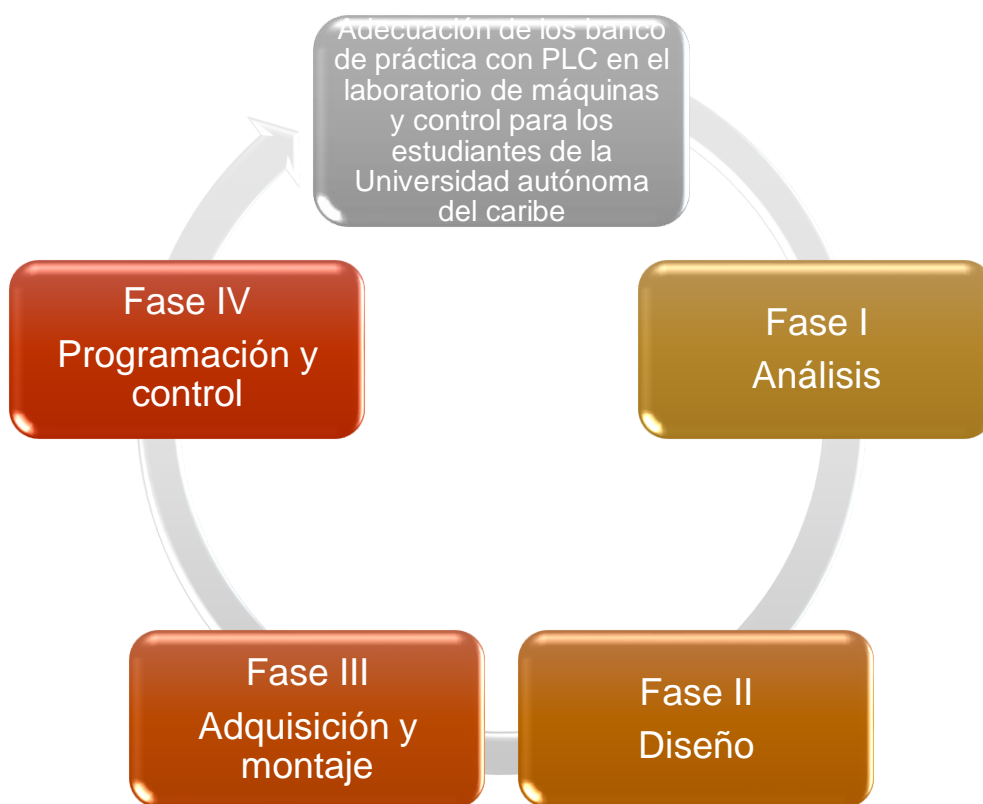 Adecuación de los banco
de práctica con PLC en el
laboratorio de máquinas
y control para los
estudiantes de la
Universidad autónoma
del caribe
Fase I
Análisis
Fase II
Diseño
Fase III
Adquisición y
montaje
Fase IV
Programación y
control